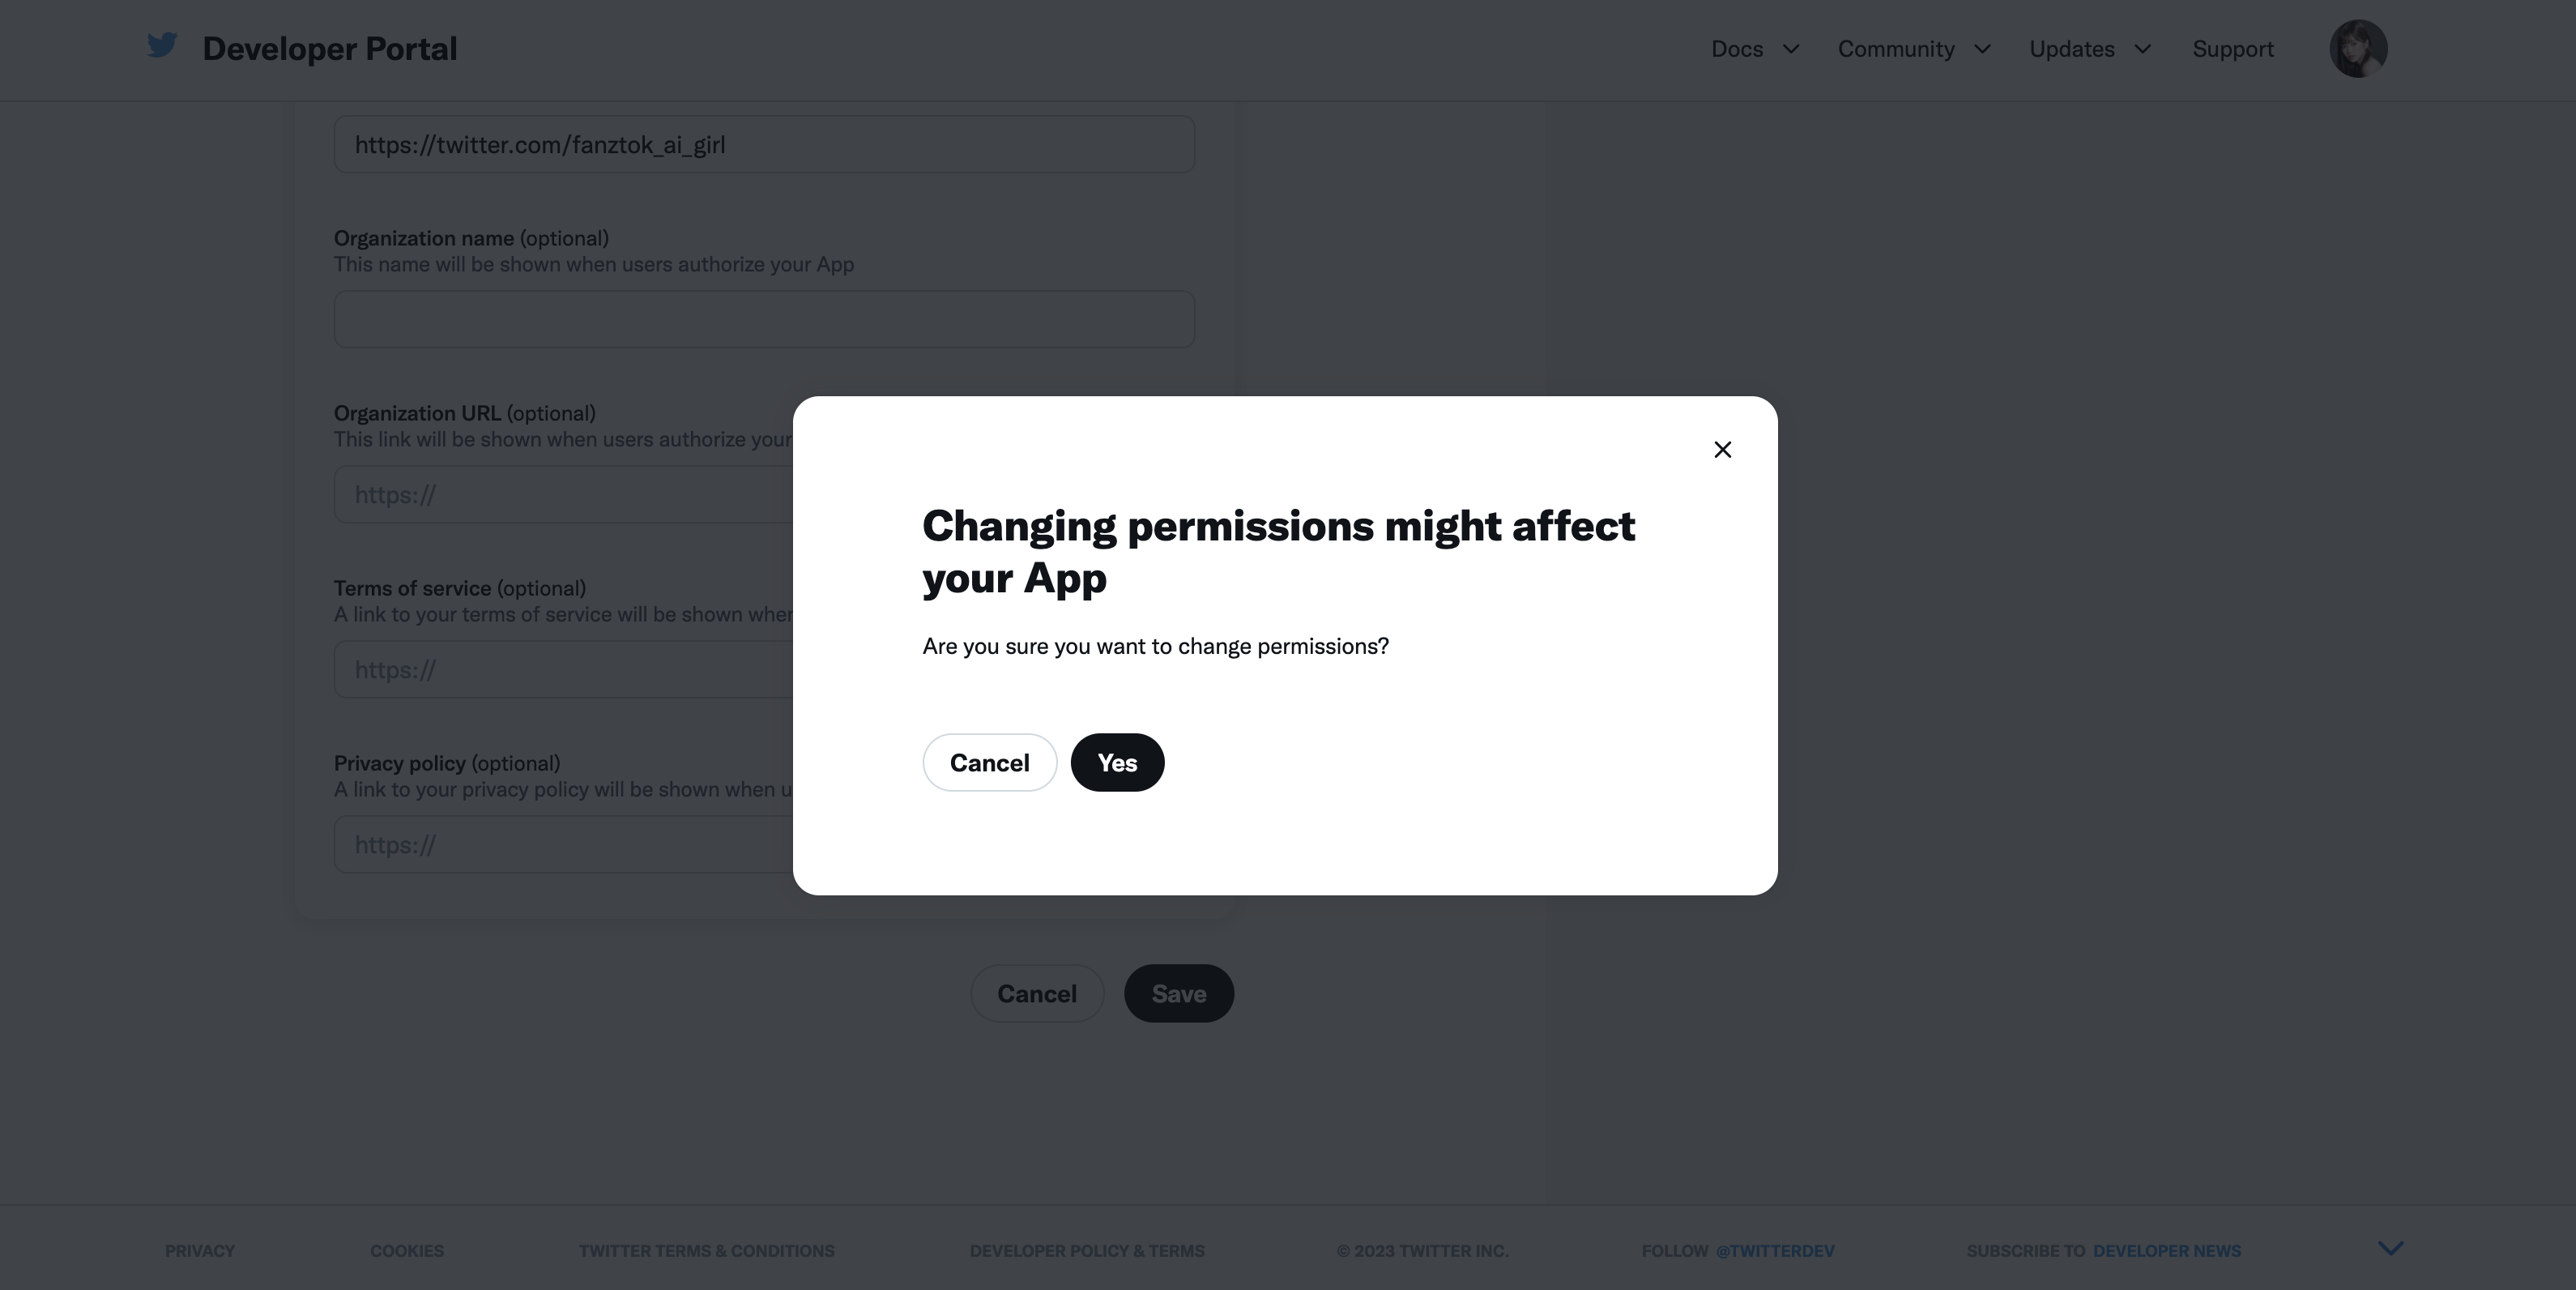 Developer Portal
Docs
Community
Updates
Support
https://twitter.com/fanztok_ai_girl
Organization name (optional)
This name will be shown when users authorize your App
Organization URL (optional)
This link will be shown when users authorize your
https://
Terms of service (optional)
A link to your terms of service will be shown when
https://
Privacy policy (optional)
A link to your privacy policy will be shown when u
https://
Changing permissions might affect
your App
Are you sure you want to change permissions?
Cancel
Yes
Cancel
Save
PRIVACY
COOKIES
TWITTER TERMS & CONDITIONS
DEVELOPER POLICY & TERMS
© 2023 TWITTER INC.
FOLLOW @TWITTERDEV
SUBSCRIBE TO DEVELOPER NEWS